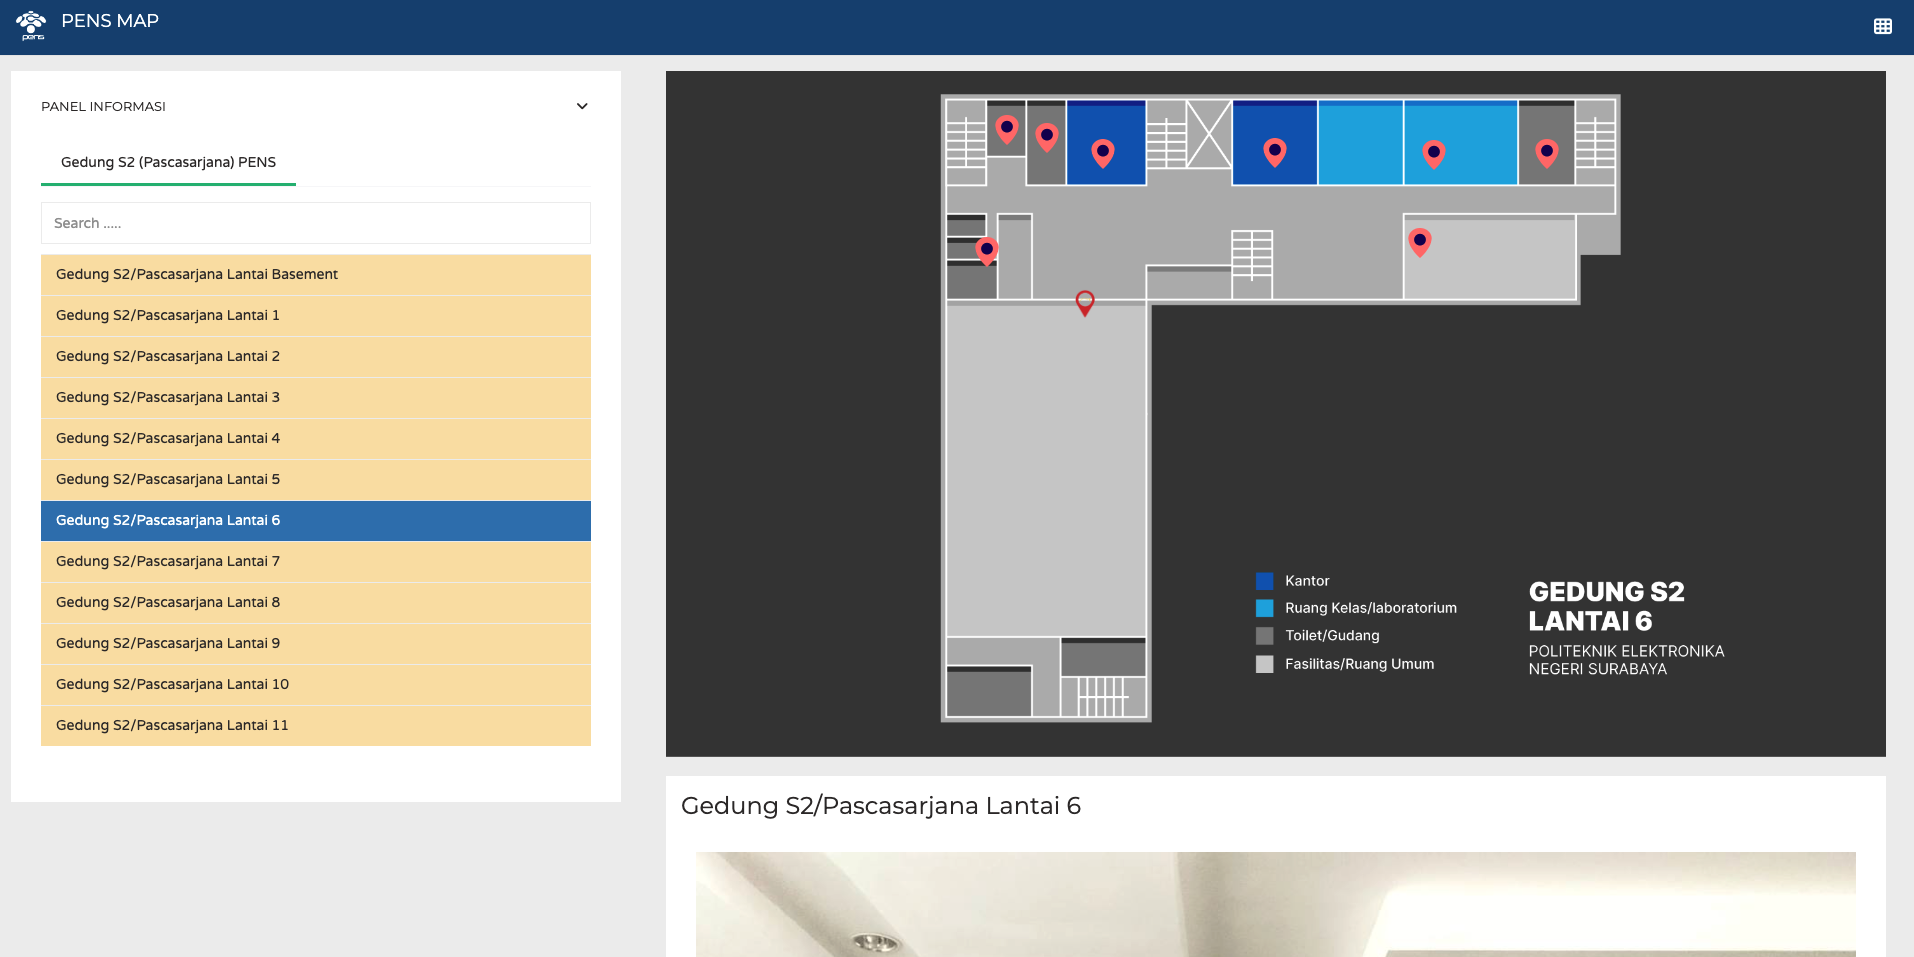 pens
PENS MAP
PANEL INFORMASI
Gedung S2 (Pascasarjana) PENS
Search .....
Gedung S2/Pascasarjana Lantai Basement
Gedung S2/Pascasarjana Lantai 1
Gedung S2/Pascasarjana Lantai 2
Gedung S2/Pascasarjana Lantai 3
Gedung S2/Pascasarjana Lantai 4
Gedung S2/Pascasarjana Lantai 5
Gedung S2/Pascasarjana Lantai 6
Gedung S2/Pascasarjana Lantai 7
Gedung S2/Pascasarjana Lantai 8
Gedung S2/Pascasarjana Lantai 9
Gedung S2/Pascasarjana Lantai 10
Gedung S2/Pascasarjana Lantai 11
Kantor
Ruang Kelas/laboratorium
Toilet/Gudang
Fasilitas/Ruang Umum
GEDUNG S2
LANTAI 6
POLITEKNIK ELEKTRONIKA
NEGERI SURABAYA
Gedung S2/Pascasarjana Lantai 6